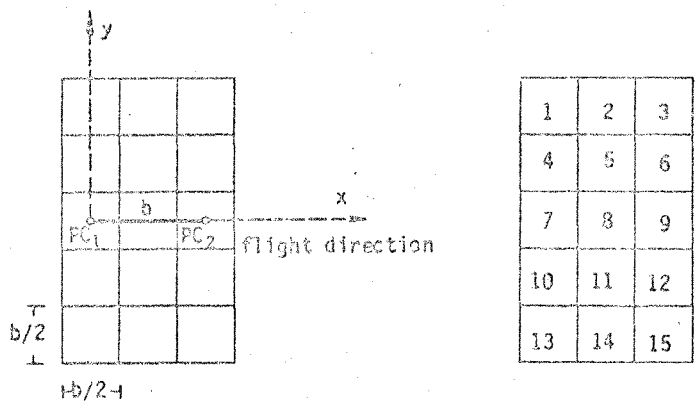 y
x
b
PC₁
PC₂
flight direction
b/2
b/2
1 2 3
4 5 6
7 8 9
10 11 12
13 14 15